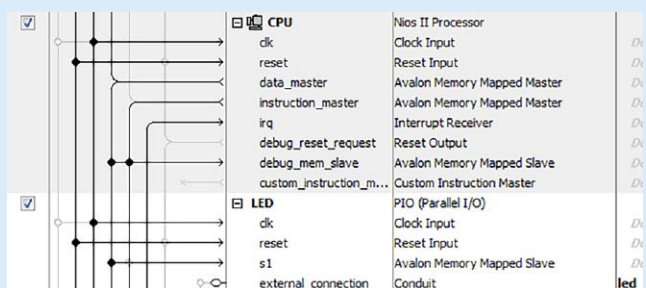 CPU Nios II Processor
clk Clock Input
reset Reset Input
data_master Avalon Memory Mapped Master
instruction_master Avalon Memory Mapped Master
irq Interrupt Receiver
debug_reset_request Reset Output
debug_mem_slave Avalon Memory Mapped Slave
custom_instruction_m... Custom Instruction Master
LED PIO (Parallel I/O)
clk Clock Input
reset Reset Input
s1 Avalon Memory Mapped Slave
external_connection Conduit led